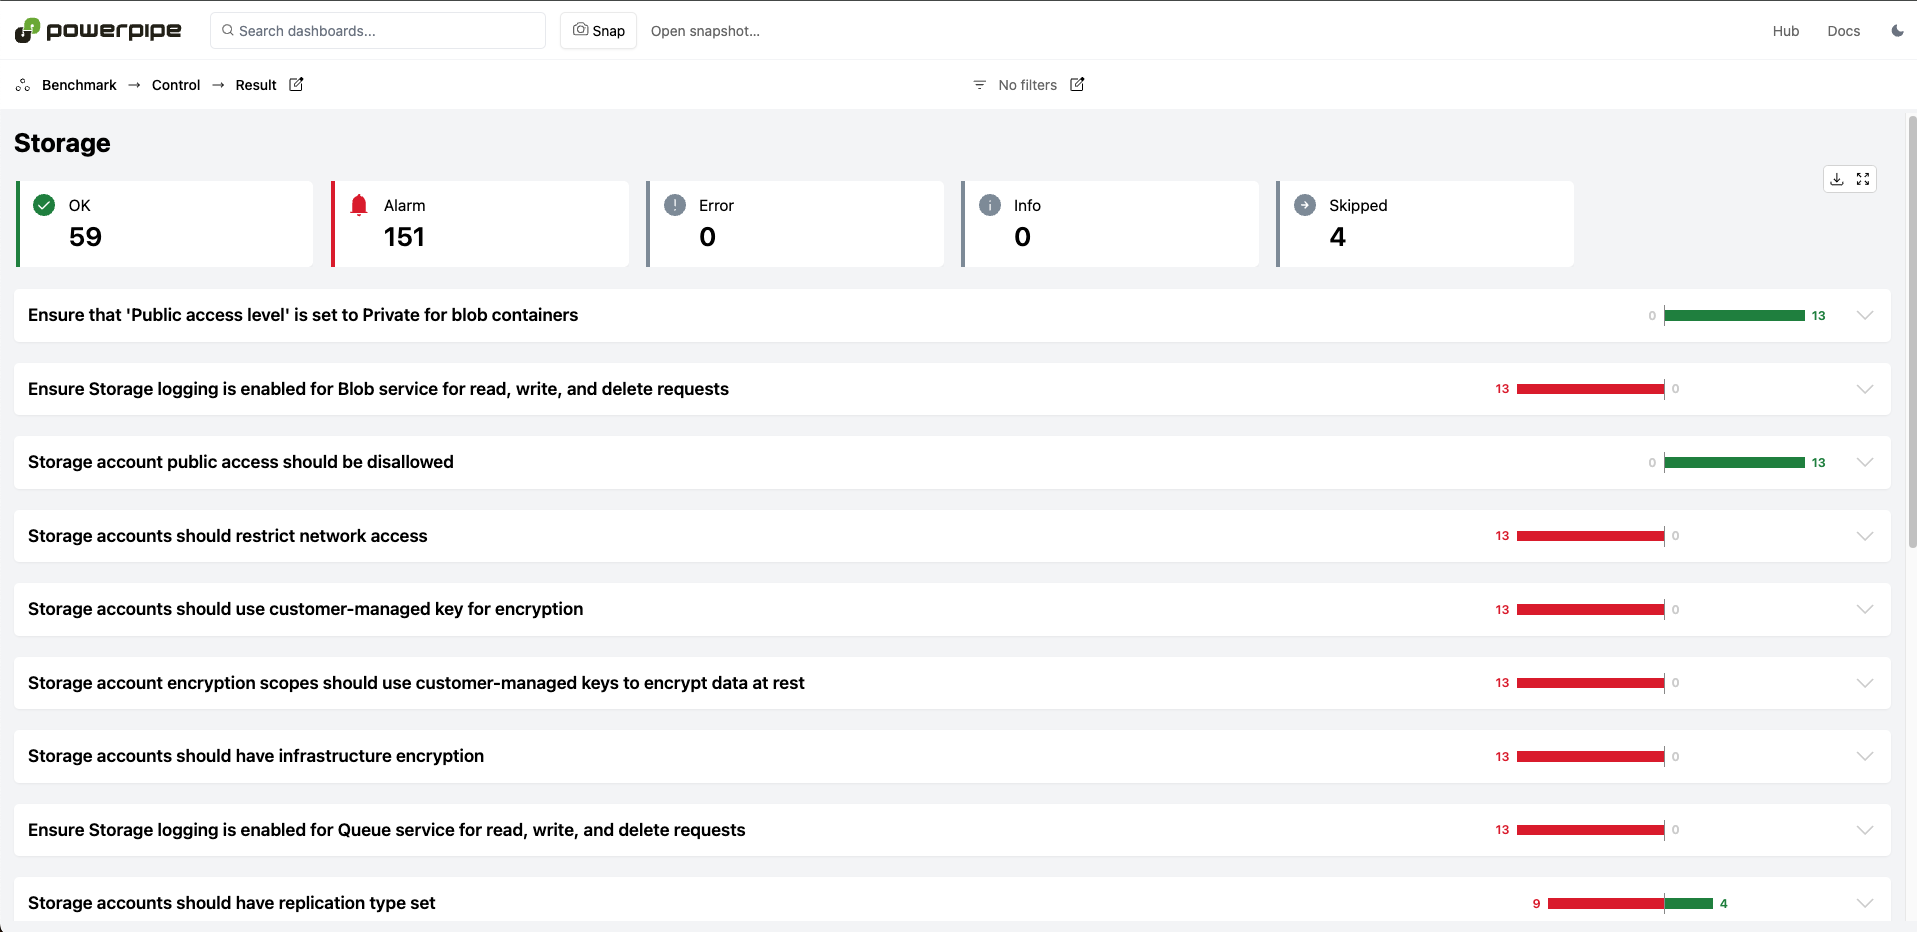 powerpipe
Search dashboards...
Snap
Open snapshot...
Hub
Docs
Benchmark → Control → Result
No filters
Storage
OK
59
Alarm
151
Error
0
Info
0
Skipped
4
Ensure that 'Public access level' is set to Private for blob containers
0 13
Ensure Storage logging is enabled for Blob service for read, write, and delete requests
13 0
Storage account public access should be disallowed
0 13
Storage accounts should restrict network access
13 0
Storage accounts should use customer-managed key for encryption
13 0
Storage account encryption scopes should use customer-managed keys to encrypt data at rest
13 0
Storage accounts should have infrastructure encryption
13 0
Ensure Storage logging is enabled for Queue service for read, write, and delete requests
13 0
Storage accounts should have replication type set
9 4